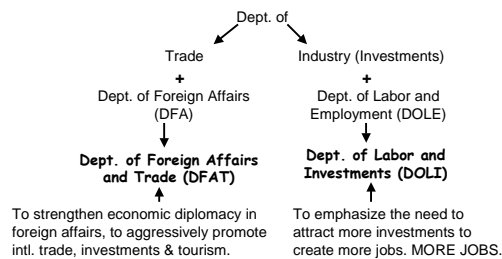 Dept. of
Trade
Industry (Investments)
+
+
Dept. of Foreign Affairs
(DFA)
Dept. of Labor and
Employment (DOLE)
Dept. of Foreign Affairs
and Trade (DFAT)
Dept. of Labor and
Investments (DOLI)
To strengthen economic diplomacy in
foreign affairs, to aggressively promote
intl. trade, investments & tourism.
To emphasize the need to
attract more investments to
create more jobs. MORE JOBS.